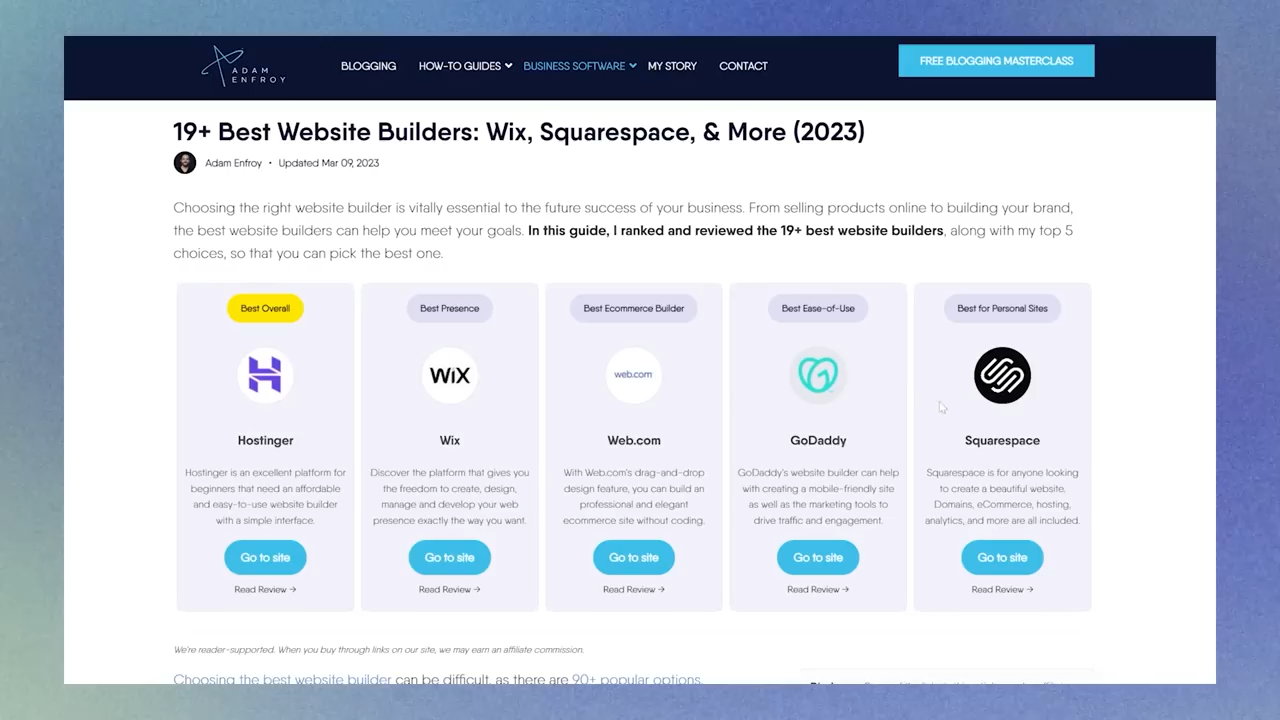 ADAM
ENFROY
BLOGGING
HOW-TO GUIDES
BUSINESS SOFTWARE
MY STORY
CONTACT
FREE BLOGGING MASTERCLASS
19+ Best Website Builders: Wix, Squarespace, & More (2023)
Adam Enfroy • Updated Mar 09, 2023
Choosing the right website builder is vitally essential to the future success of your business. From selling products online to building your brand,
the best website builders can help you meet your goals. In this guide, I ranked and reviewed the 19+ best website builders, along with my top 5
choices, so that you can pick the best one.
Best Overall
Hostinger
Hostinger is an excellent platform for
beginners that need an affordable
and easy-to-use website builder
with a simple interface.
Go to site
Read Review →
Best Presence
WiX
Wix
Discover the platform that gives you
the freedom to create, design,
manage and develop your web
presence exactly the way you want.
Go to site
Read Review →
Best Ecommerce Builder
web.com
Web.com
With Web.com's drag-and-drop
design feature, you can build an
professional and elegant
ecommerce site without coding.
Go to site
Read Review →
Best Ease-of-Use
GoDaddy
GoDaddy's website builder can help
with creating a mobile-friendly site
as well as the marketing tools to
drive traffic and engagement.
Go to site
Read Review →
Best for Personal Sites
Squarespace
Squarespace is for anyone looking
to create a beautiful website.
Domains, eCommerce, hosting,
analytics, and more are all included.
Go to site
Read Review →
We're reader-supported. When you buy through links on our site, we may earn an affiliate commission.
Choosing the best website builder can be difficult, as there are 90+ popular options.